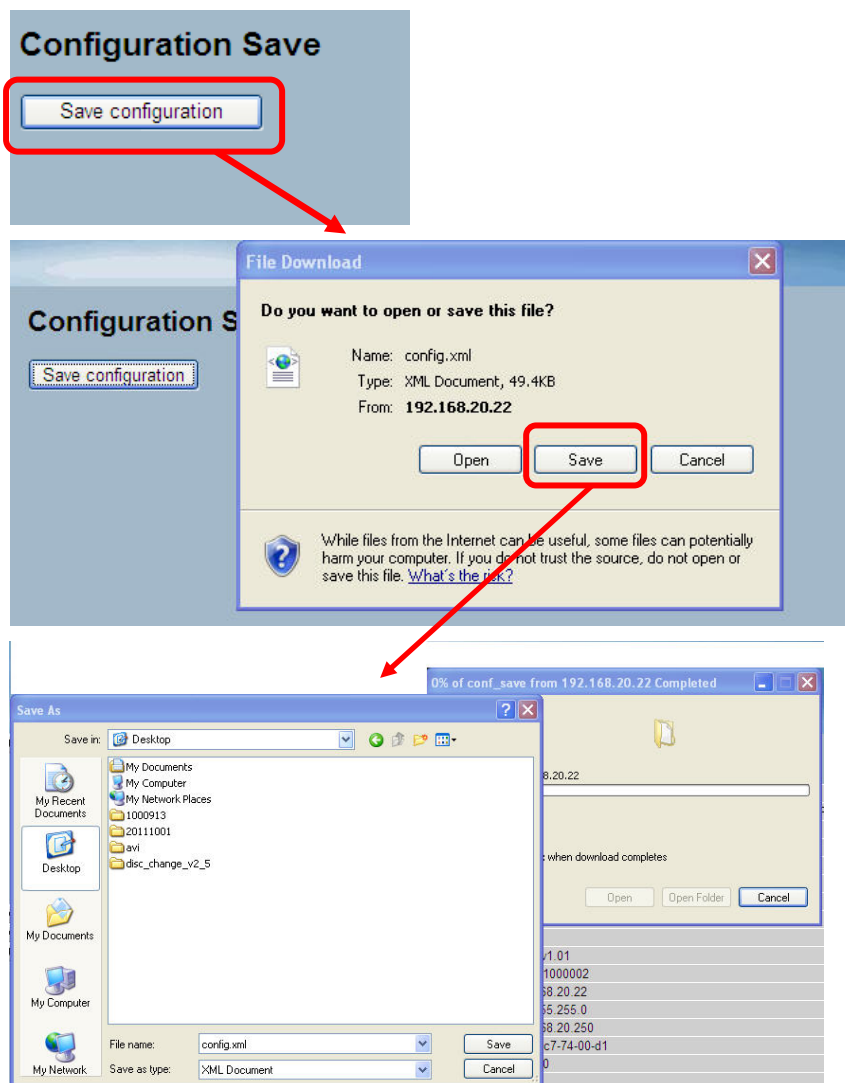 Configuration Save
Save configuration
File Download
Configuration S
Save configuration
Do you want to open or save this file?
Name: config.xml
Type: XML Document, 49.4KB
From: 192.168.20.22
Open Save Cancel
While files from the Internet can be useful, some files can potentially
harm your computer. If you do not trust the source, do not open or
save this file. What's the risk?
0% of conf_save from 192.168.20.22 Completed
Save As
Save in: Desktop
My Recent
Documents
Desktop
My Documents
My Computer
My Network
My Documents
My Computer
My Network Places
1000913
20111001
avi
disc_change_v2_5
File name: config.xml Save
Save as type: XML Document Cancel
8.20.22
when download completes
Open Open Folder Cancel
v1.01
1000002
58.20.22
55.255.0
58.20.250
c7-74-00-d1
0